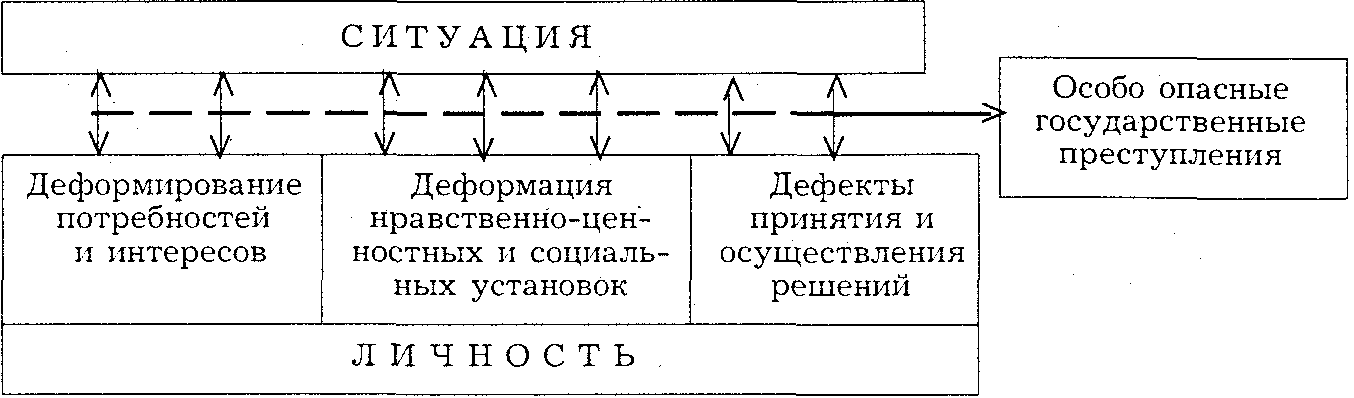 СИТУАЦИЯ
Особо опасные
государственные
преступления
Деформирование
потребностей
и интересов
Деформация
нравственно-цен-
ностных и социаль-
ных установок
Дефекты
принятия и
осуществления
решений
ЛИЧНОСТЬ